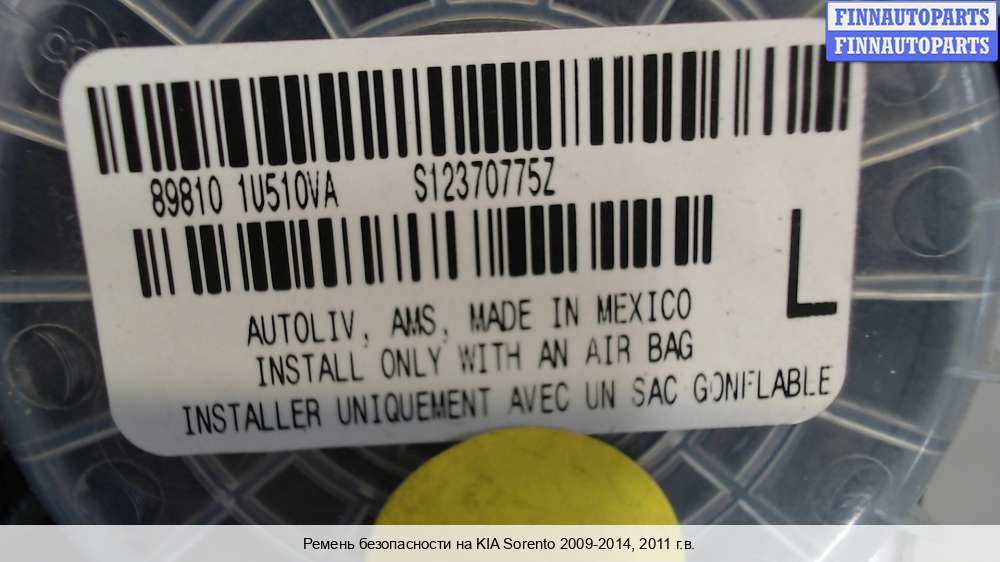 FINNAUTOPARTS
FINNAUTOPARTS
89810 1U510VA S12370775Z
L
AUTOLIV, AMS, MADE IN MEXICO
INSTALL ONLY WITH AN AIR BAG
INSTALLER UNIQUEMENT AVEC UN SAC GONFLABLE
Ремень безопасности на KIA Sorento 2009-2014, 2011 г.в.